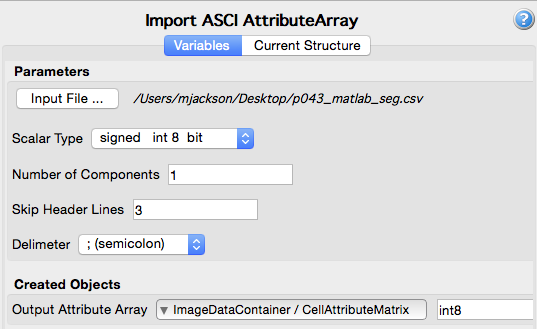 Import ASCI AttributeArray
?
Variables Current Structure
Parameters
Input File ... /Users/mjackson/Desktop/p043_matlab_seg.csv
Scalar Type signed int 8 bit
Number of Components 1
Skip Header Lines 3
Delimeter ; (semicolon)
Created Objects
Output Attribute Array ▼ ImageDataContainer / CellAttributeMatrix int8